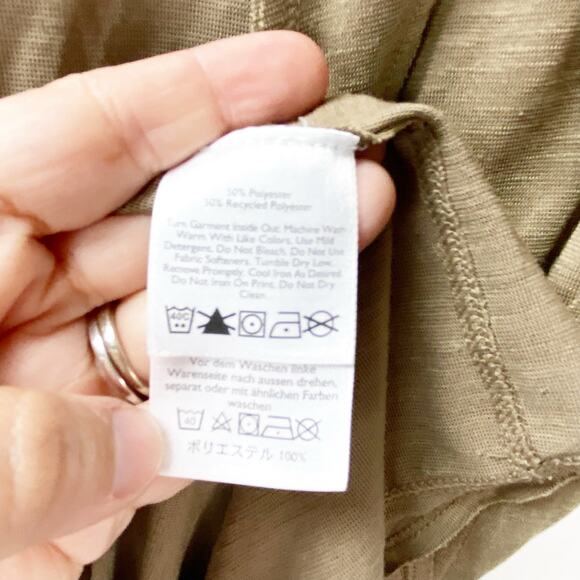 50% Polyester
50% Recycled Polyester
Turn Garment Inside Out. Machine Wash
Warm. With Like Colors. Use Mild
Detergent. Do Not Bleach. Do Not Use
Fabric Softeners. Tumble Dry Low.
Remove Promptly. Cool Iron As Desired.
Do Not Iron On Print. Do Not Dry
Clean.
40C
Vor dem Waschen linke
Warenseite nach aussen drehen,
separat oder mit ähnlichen Farben
waschen
40
ポリエステル 100%